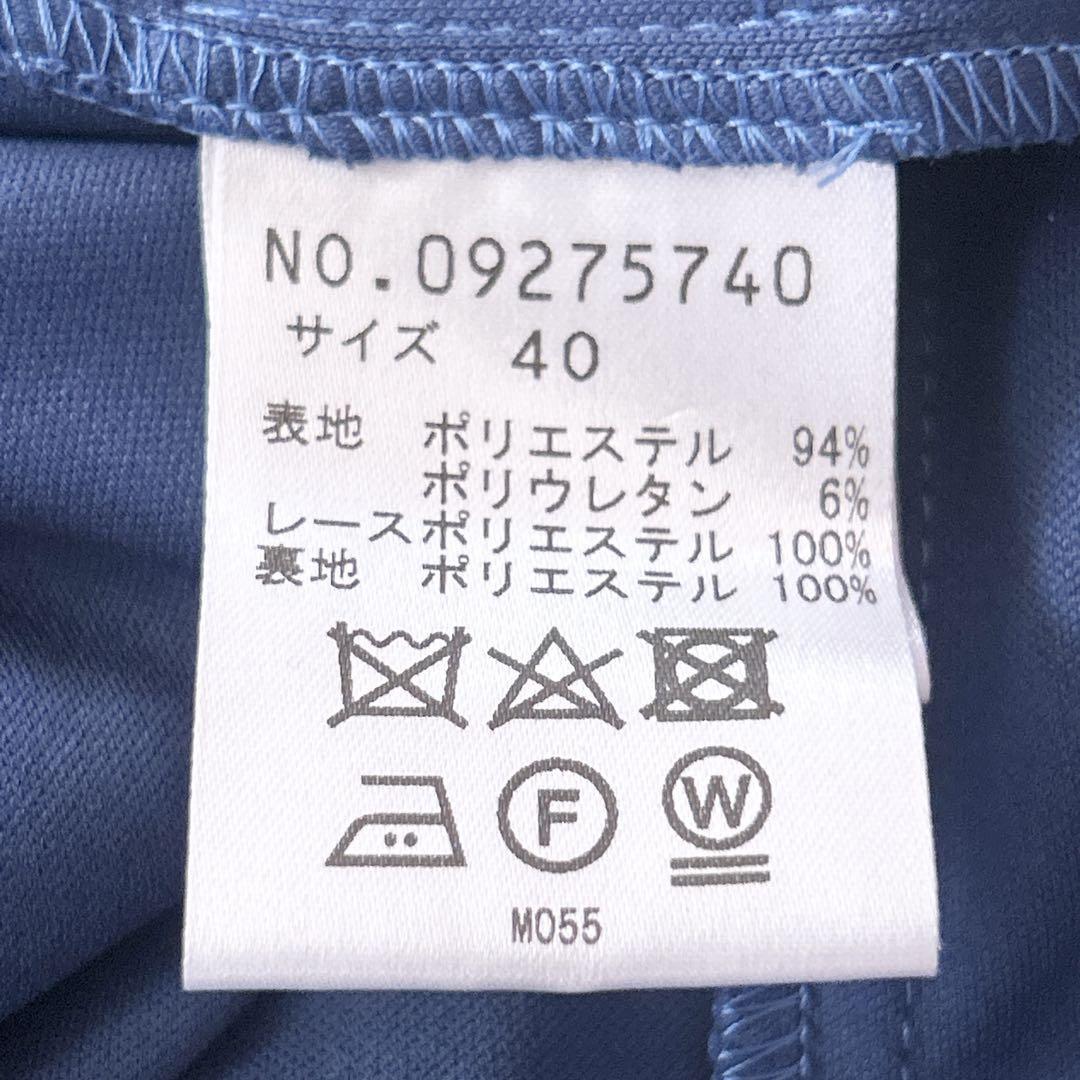 NO.09275740
サイズ 40
表地 ポリエステル 94%
ポリウレタン 6%
レース ポリエステル 100%
裏地 ポリエステル 100%
F W
M055